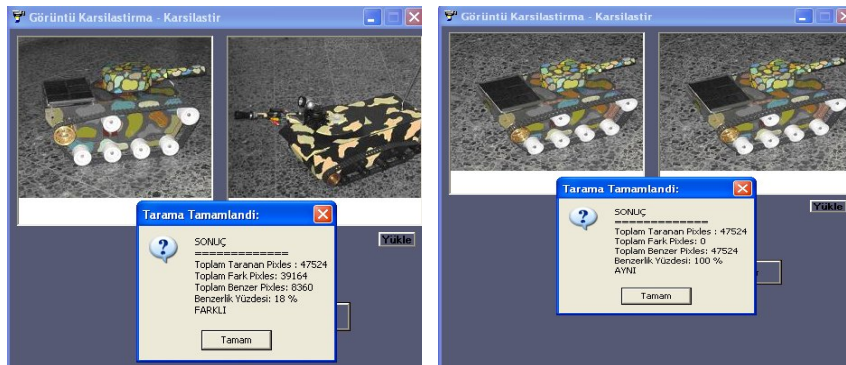 Görüntü Karsilastirma - Karsilastir
Yükle
Tarama Tamamlandi:
SONUÇ
=============
Toplam Taranan Pixles : 47524
Toplam Fark Pixles: 39164
Toplam Benzer Pixles: 8360
Benzerlik Yüzdesi: 18 %
FARKLI
Tamam
Görüntü Karsilastirma - Karsilastir
Yükle
Tarama Tamamlandi:
SONUÇ
=============
Toplam Taranan Pixles : 47524
Toplam Fark Pixles: 0
Toplam Benzer Pixles: 47524
Benzerlik Yüzdesi: 100 %
AYNI
Tamam